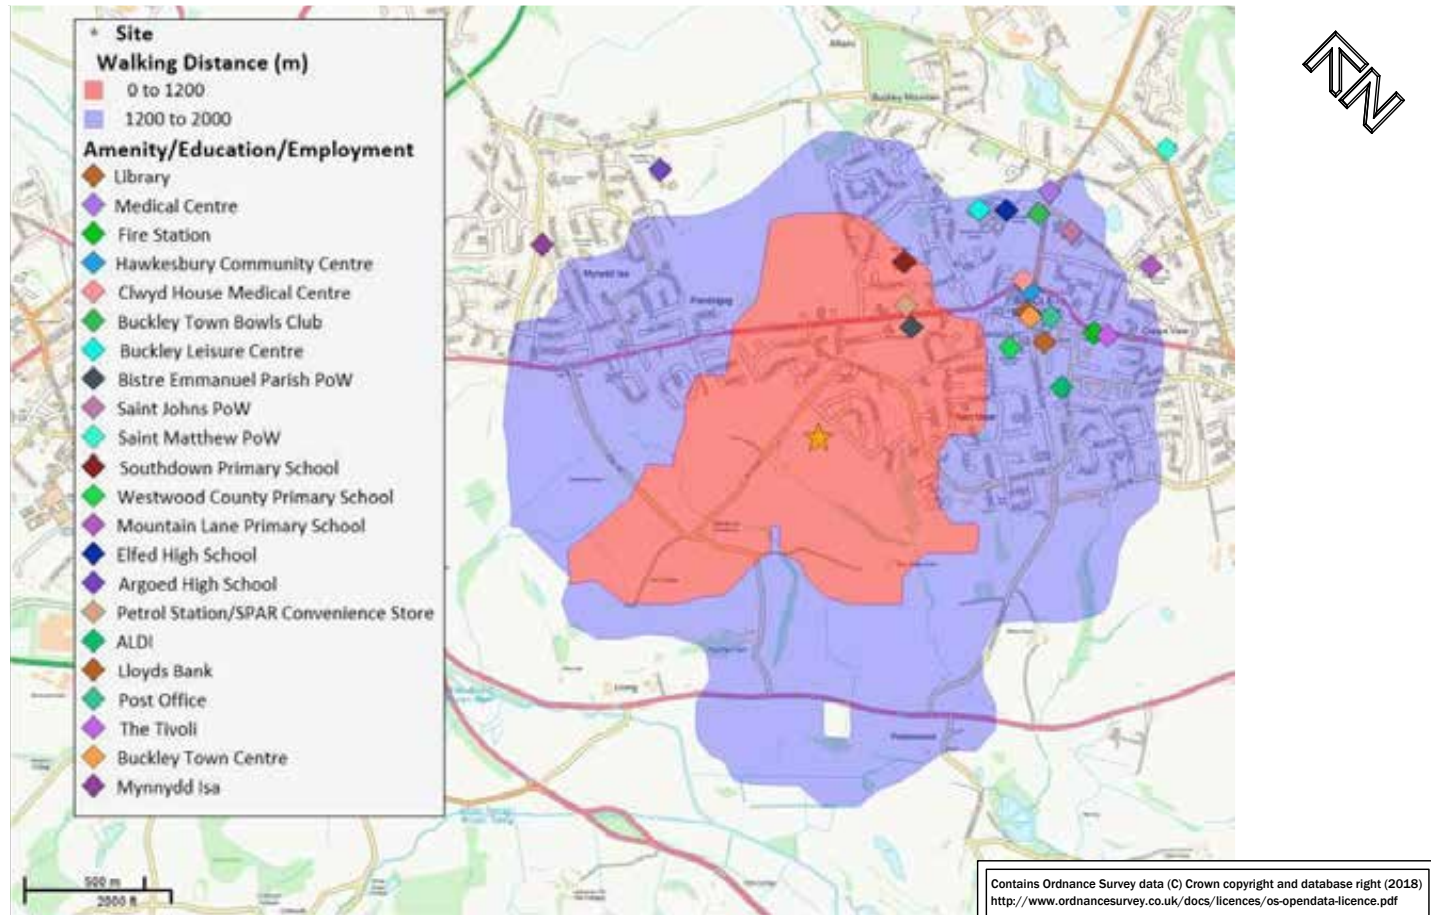 Site
Walking Distance (m)
0 to 1200
1200 to 2000
Amenity/Education/Employment
Library
Medical Centre
Fire Station
Hawkesbury Community Centre
Clwyd House Medical Centre
Buckley Town Bowls Club
Buckley Leisure Centre
Bistre Emmanuel Parish PoW
Saint Johns PoW
Saint Matthew PoW
Southdown Primary School
Westwood County Primary School
Mountain Lane Primary School
Elfed High School
Argoed High School
Petrol Station/SPAR Convenience Store
ALDI
Lloyds Bank
Post Office
The Tivoli
Buckley Town Centre
Mynnydd Isa
500 m
2000 ft
Buckley Mountain
Mynydd Isa
N
Contains Ordnance Survey data (C) Crown copyright and database right (2018)
http://www.ordnancesurvey.co.uk/docs/licences/os-opendata-licence.pdf